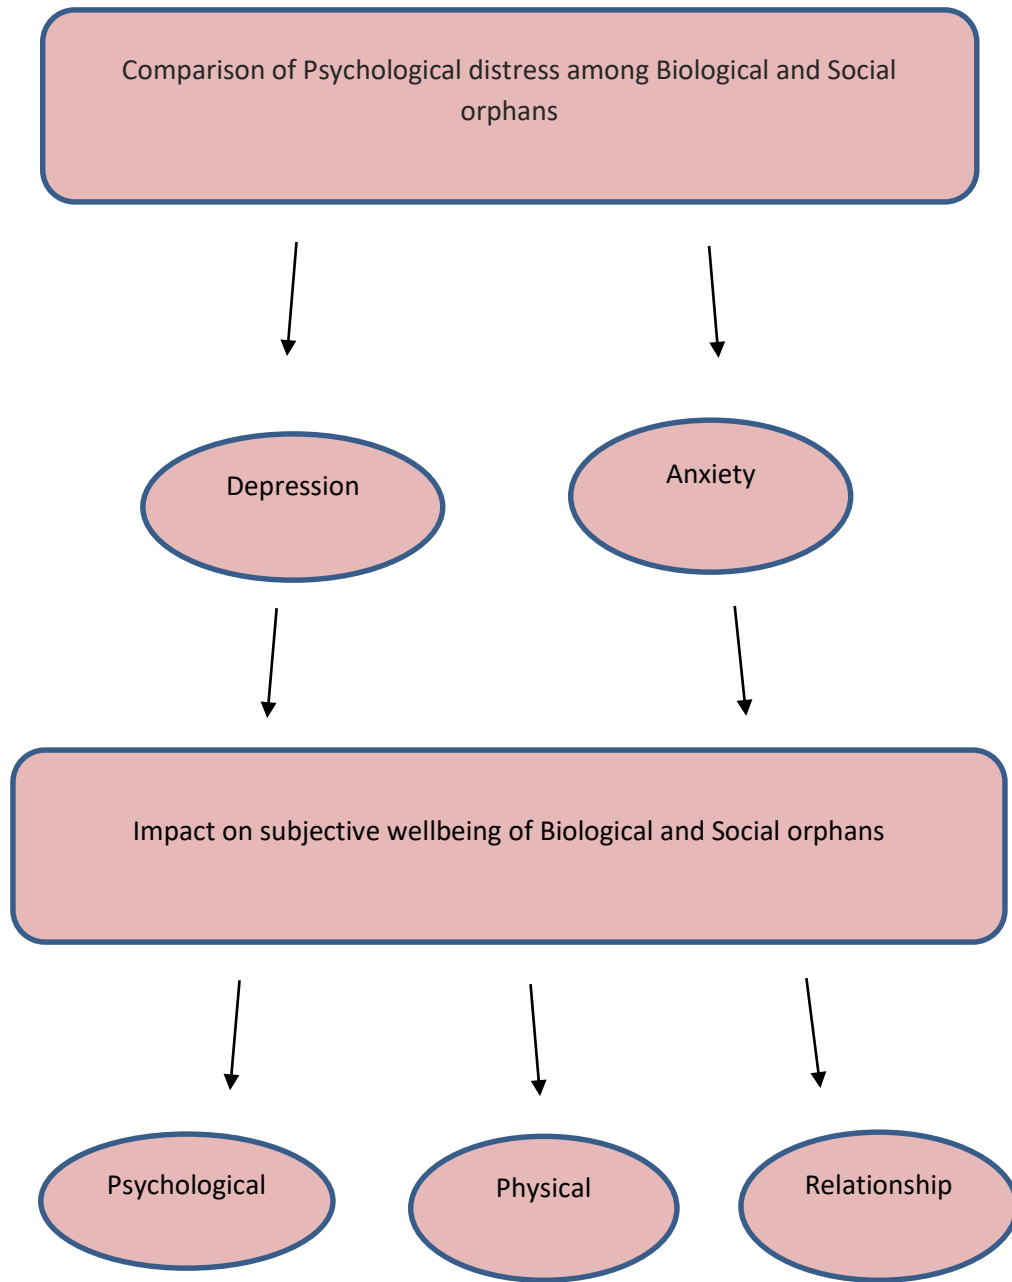 Comparison of Psychological distress among Biological and Social
orphans
Depression
Anxiety
Impact on subjective wellbeing of Biological and Social orphans
Psychological
Physical
Relationship